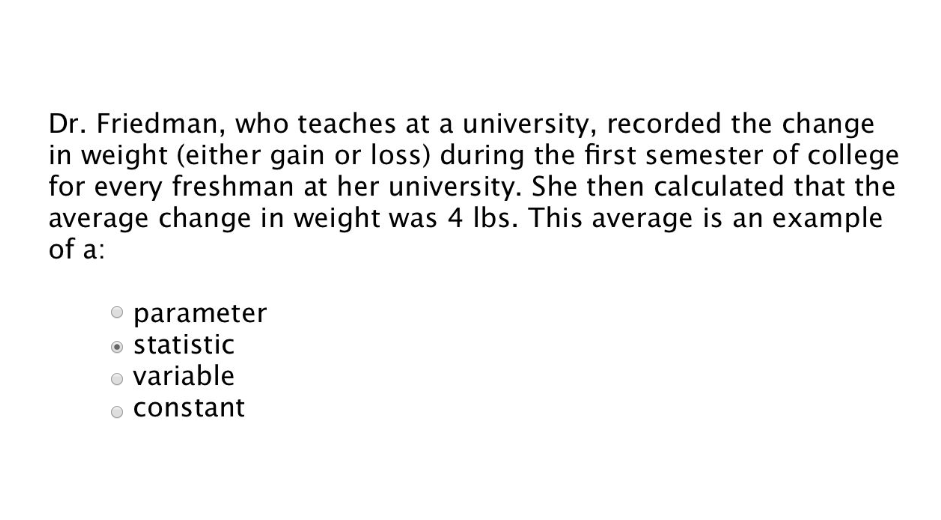 Dr. Friedman, who teaches at a university, recorded the change
in weight (either gain or loss) during the first semester of college
for every freshman at her university. She then calculated that the
average change in weight was 4 lbs. This average is an example
of a:
parameter
statistic
variable
constant